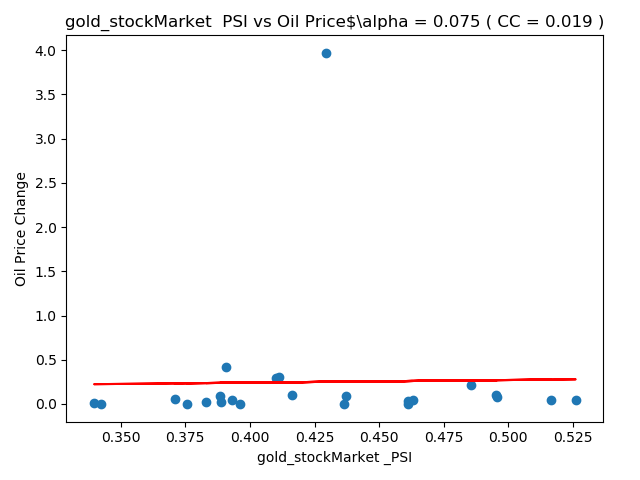 gold_stockMarket  PSI vs Oil Price$\alpha = 0.075 ( CC = 0.019 )
4.0
3.5
3.0
2.5
2.0
1.5
1.0
0.5
0.0
Oil Price Change
0.350 0.375 0.400 0.425 0.450 0.475 0.500 0.525
gold_stockMarket _PSI